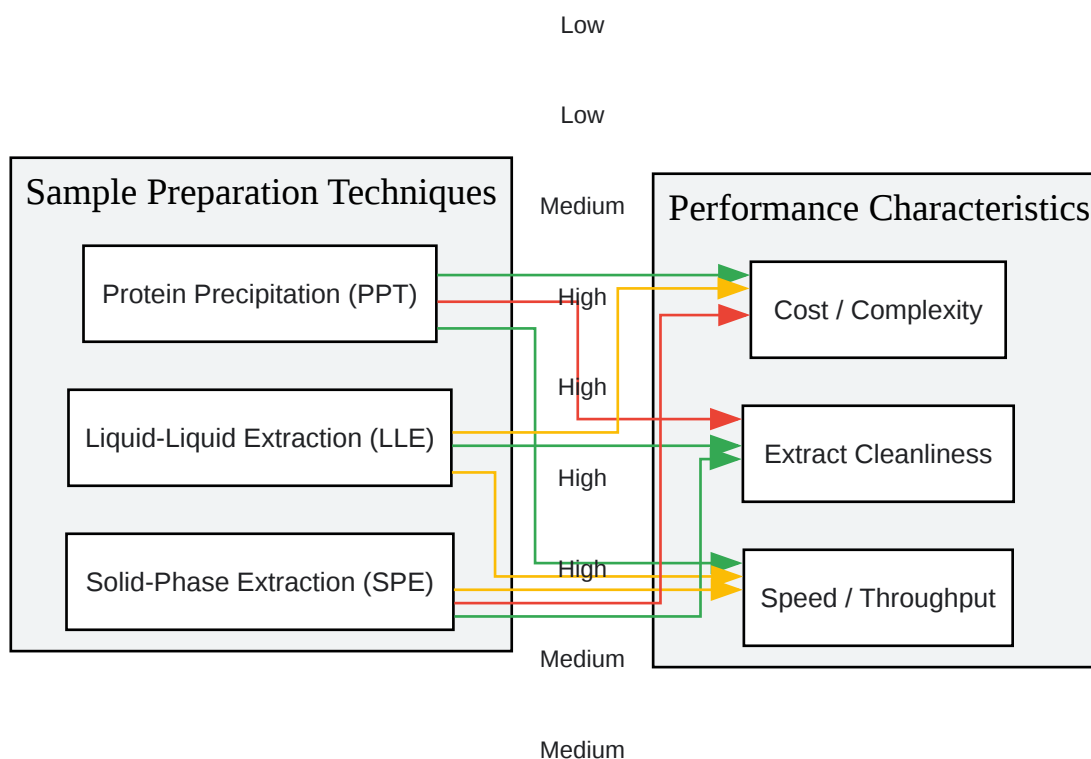 Low
Low
Sample Preparation Techniques
Medium
Performance Characteristics
Protein Precipitation (PPT)
High
Cost / Complexity
High
Liquid-Liquid Extraction (LLE)
Extract Cleanliness
High
High
Solid-Phase Extraction (SPE)
Speed / Throughput
Medium
Medium